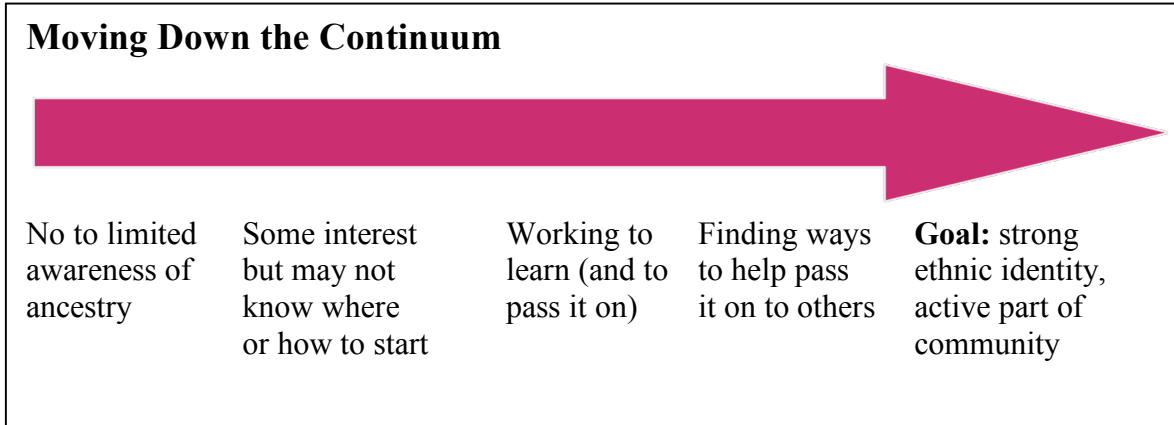 Moving Down the Continuum
No to limited
awareness of
ancestry
Some interest
but may not
know where
or how to start
Working to
learn (and to
pass it on)
Finding ways
to help pass
it on to others
Goal: strong
ethnic identity,
active part of
community